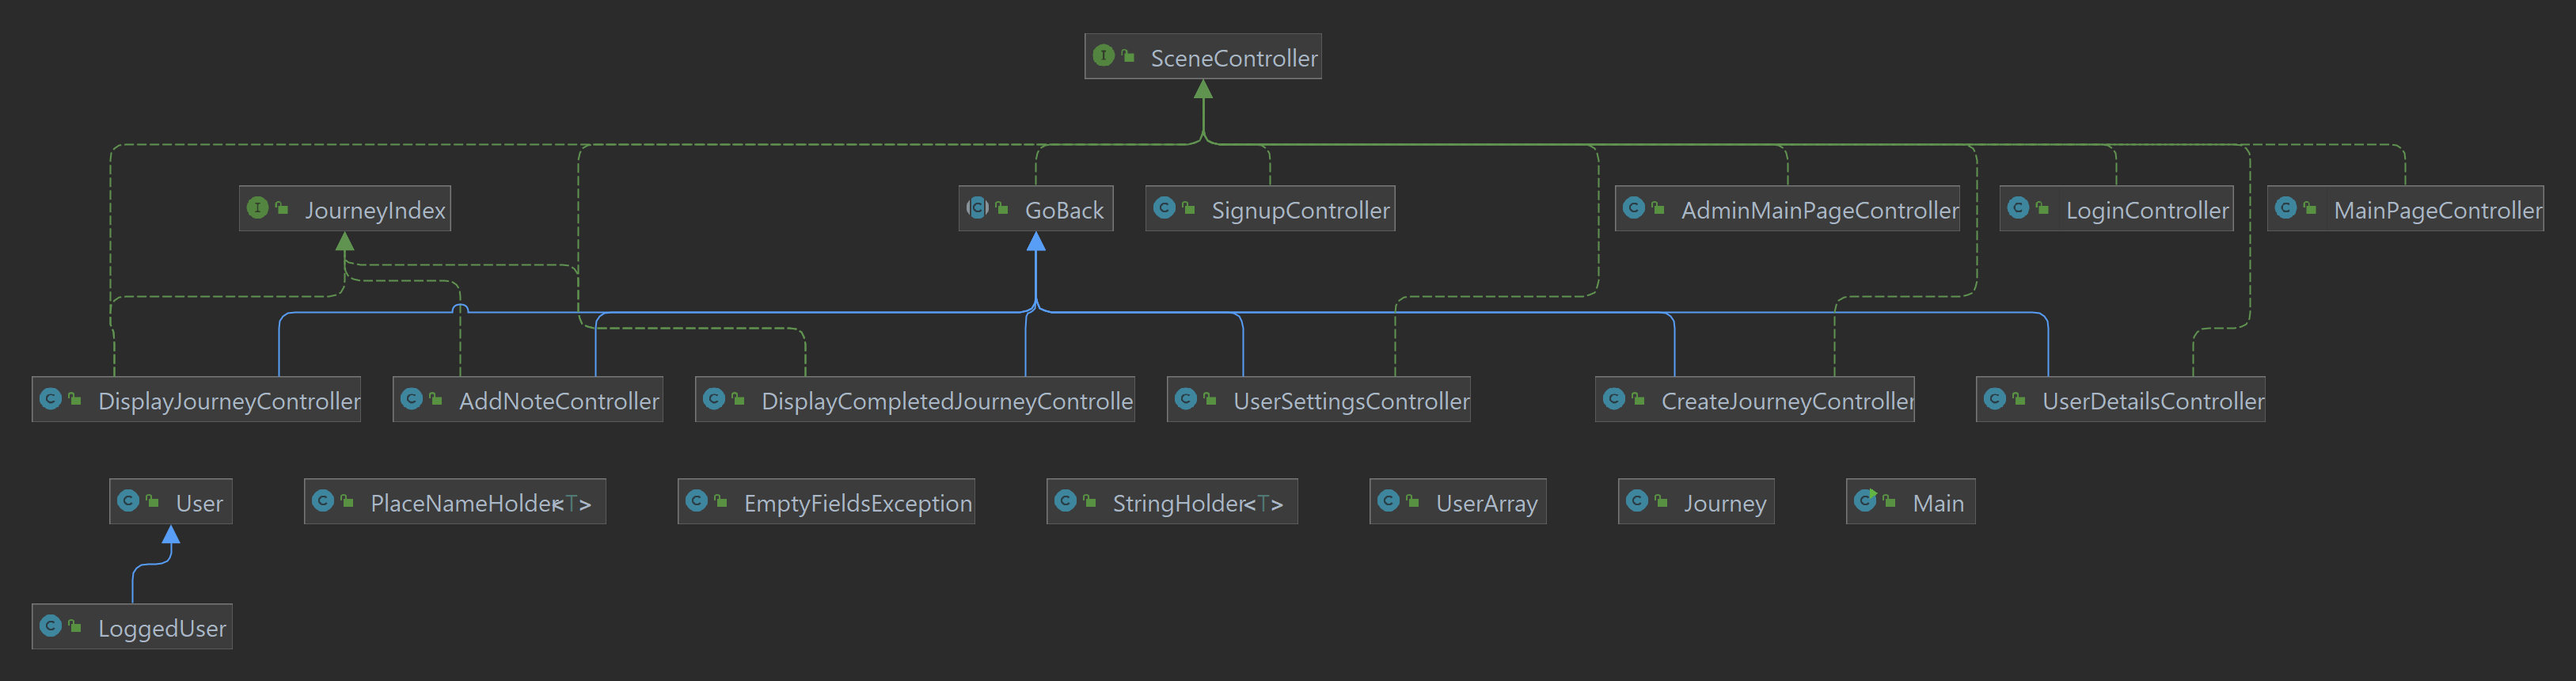 SceneController
JourneyIndex
GoBack
SignupController
AdminMainPageController
LoginController
MainPageController
DisplayJourneyController
AddNoteController
DisplayCompletedJourneyControlle
UserSettingsController
CreateJourneyController
UserDetailsController
User
PlaceNameHolder<T>
EmptyFieldsException
StringHolder<T>
UserArray
Journey
Main
LoggedUser